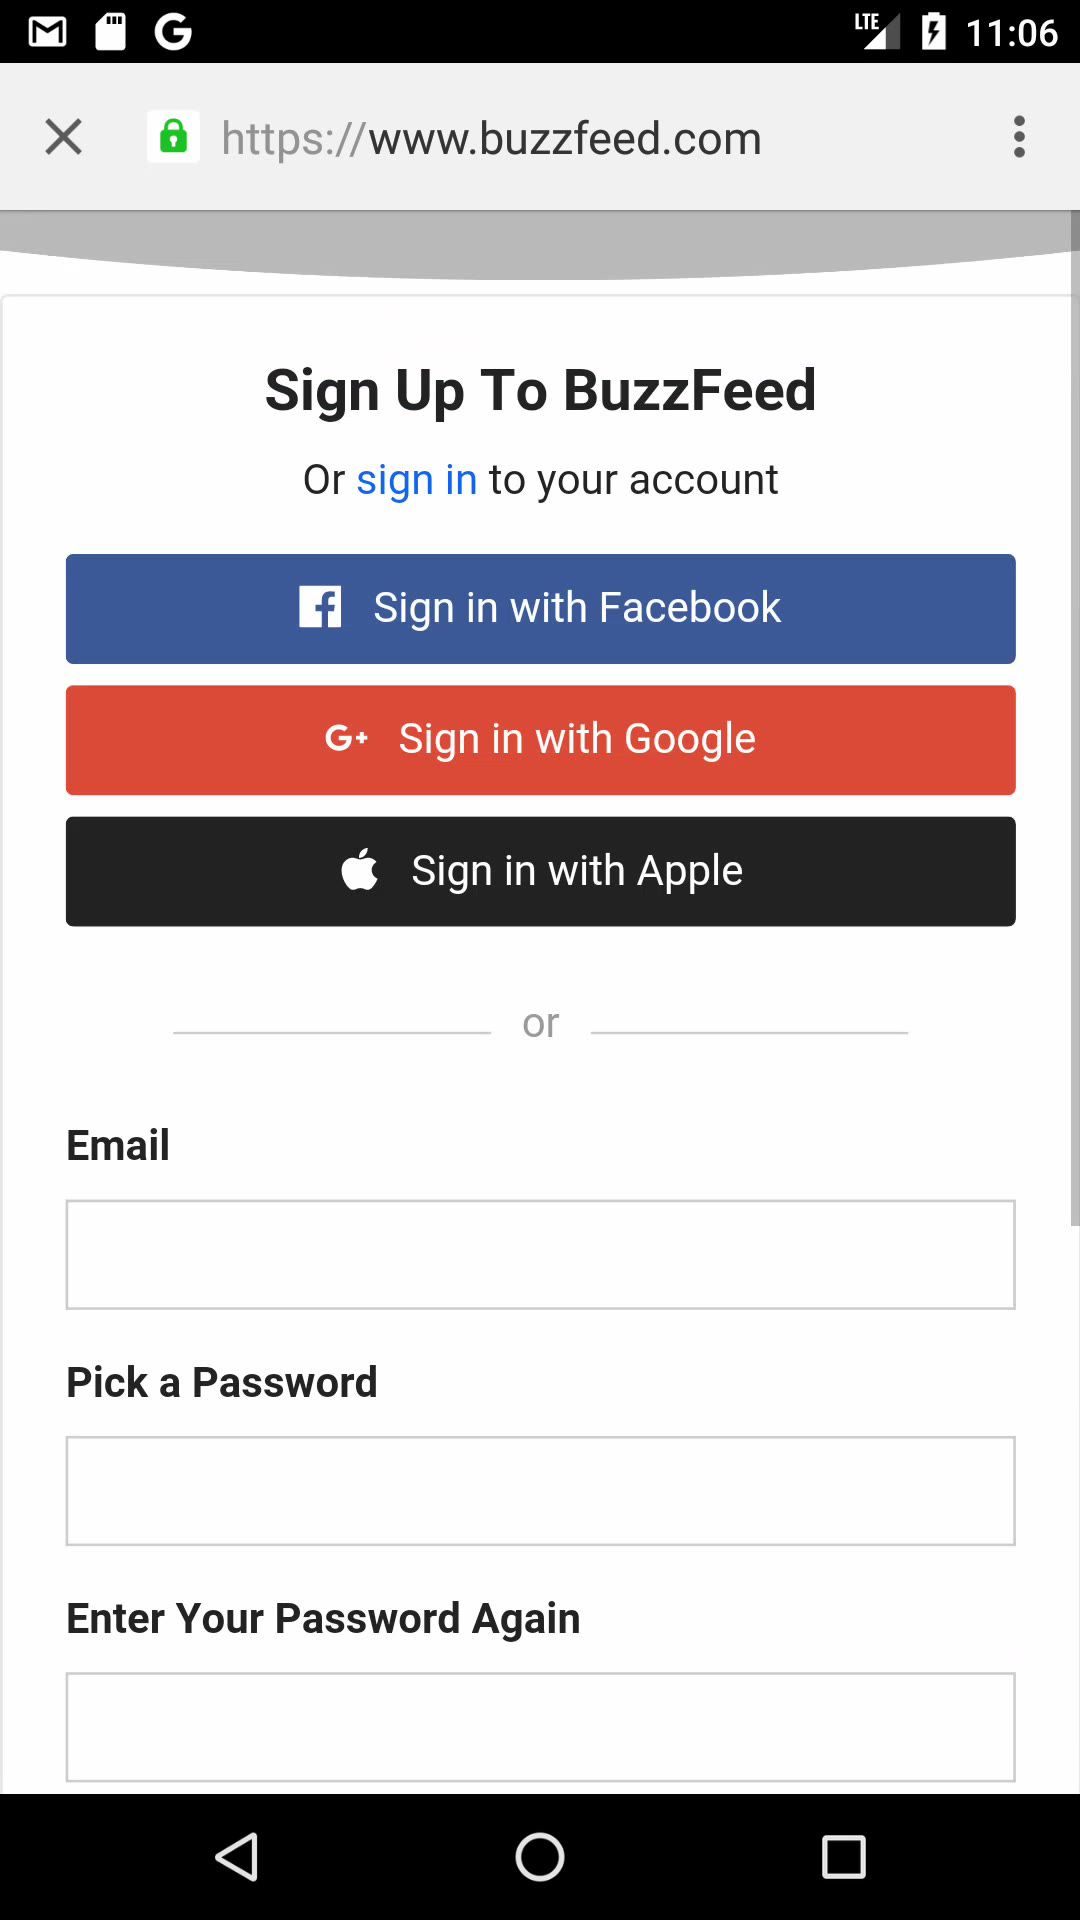 LTE 11:06
https://www.buzzfeed.com
Sign Up To BuzzFeed
Or sign in to your account
Sign in with Facebook
G+ Sign in with Google
Sign in with Apple
or
Email
Pick a Password
Enter Your Password Again